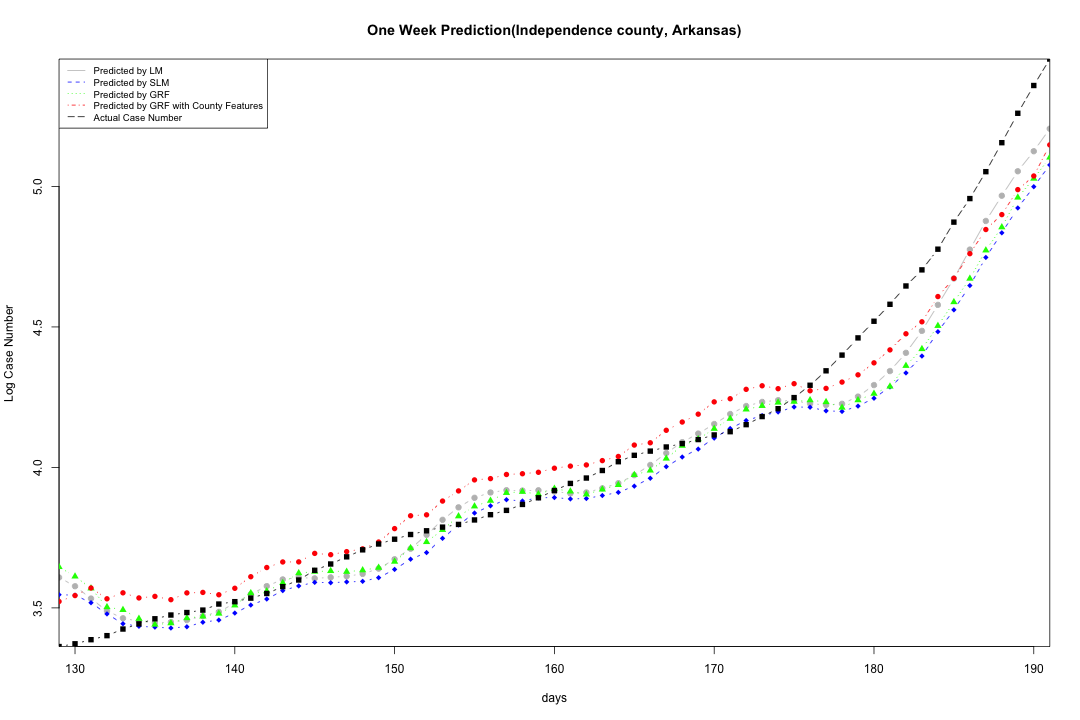 One Week Prediction(Independence county, Arkansas)
Predicted by LM
Predicted by SLM
Predicted by GRF
Predicted by GRF with County Features
Actual Case Number
5.0
4.5
4.0
3.5
Log Case Number
130 140 150 160 170 180 190
days